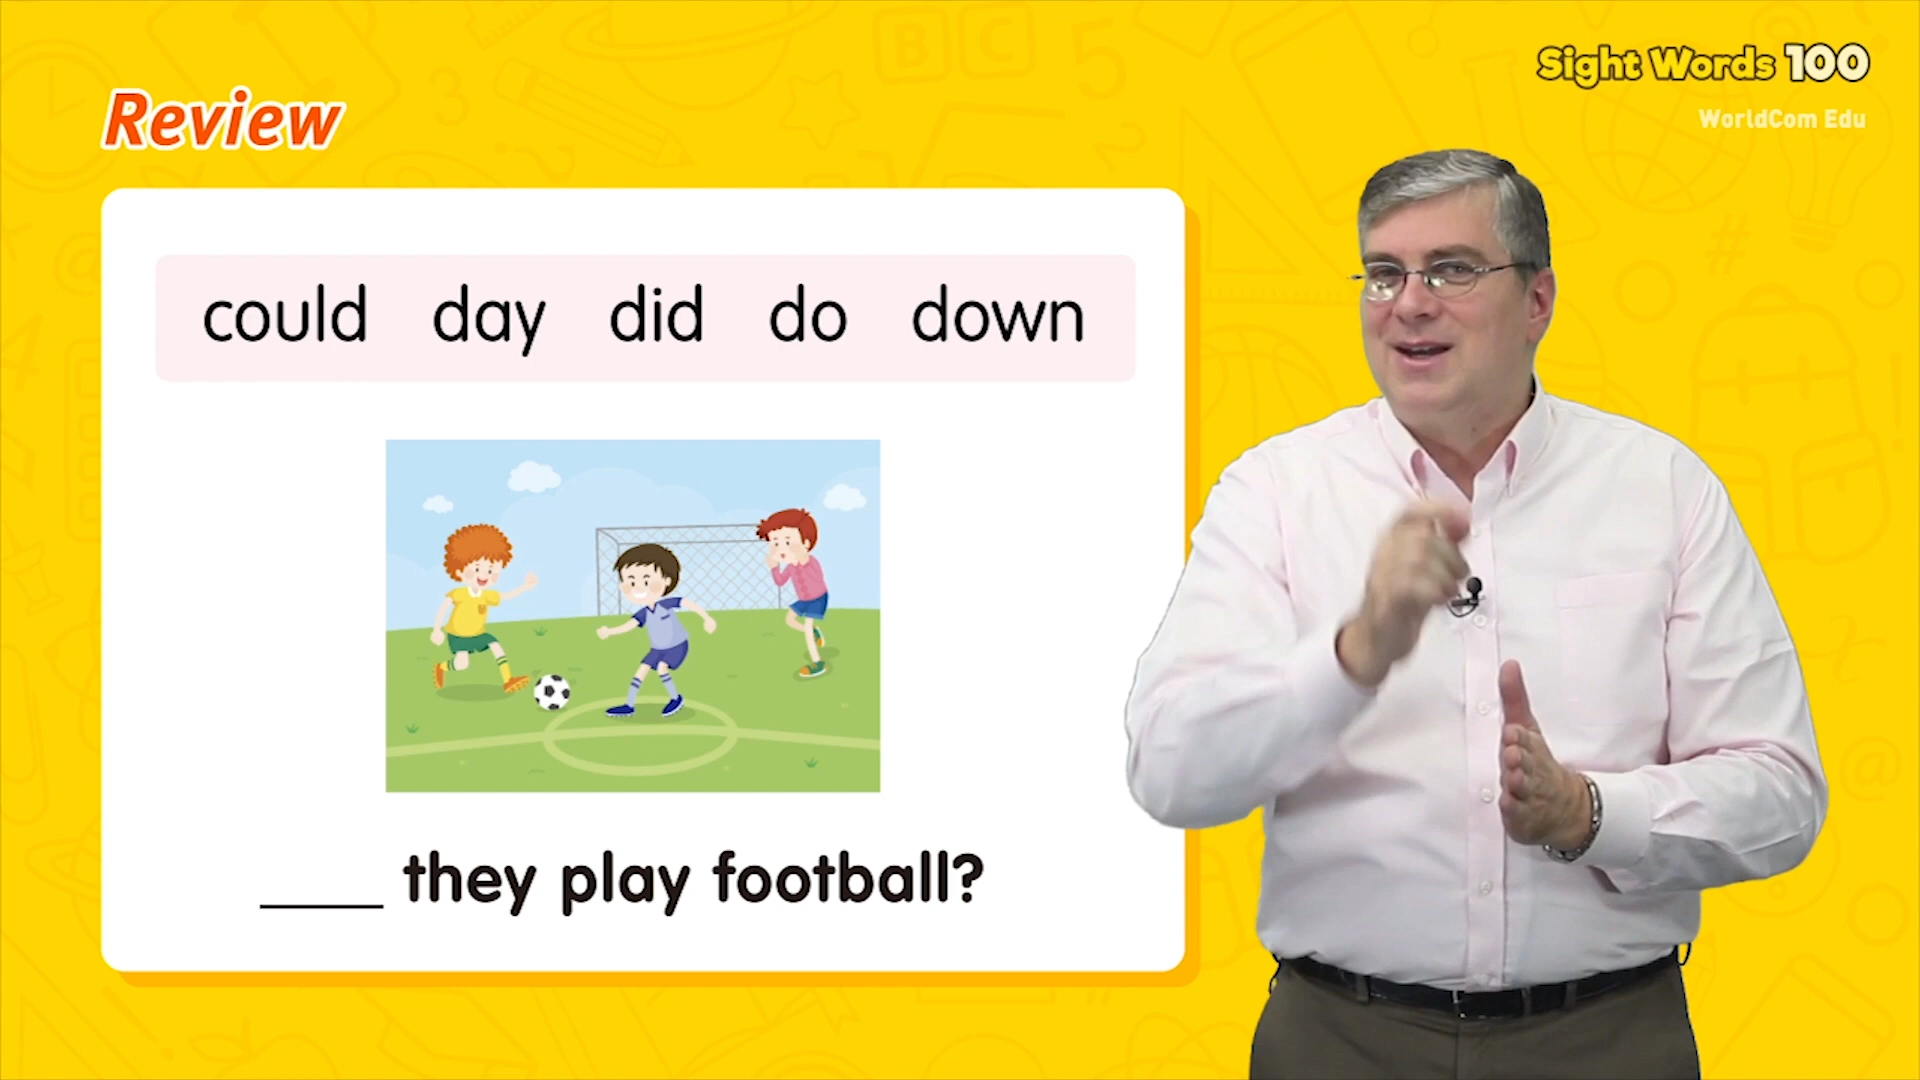 Sight Words 100
WorldCom Edu
Review
could day did do down
____ they play football?